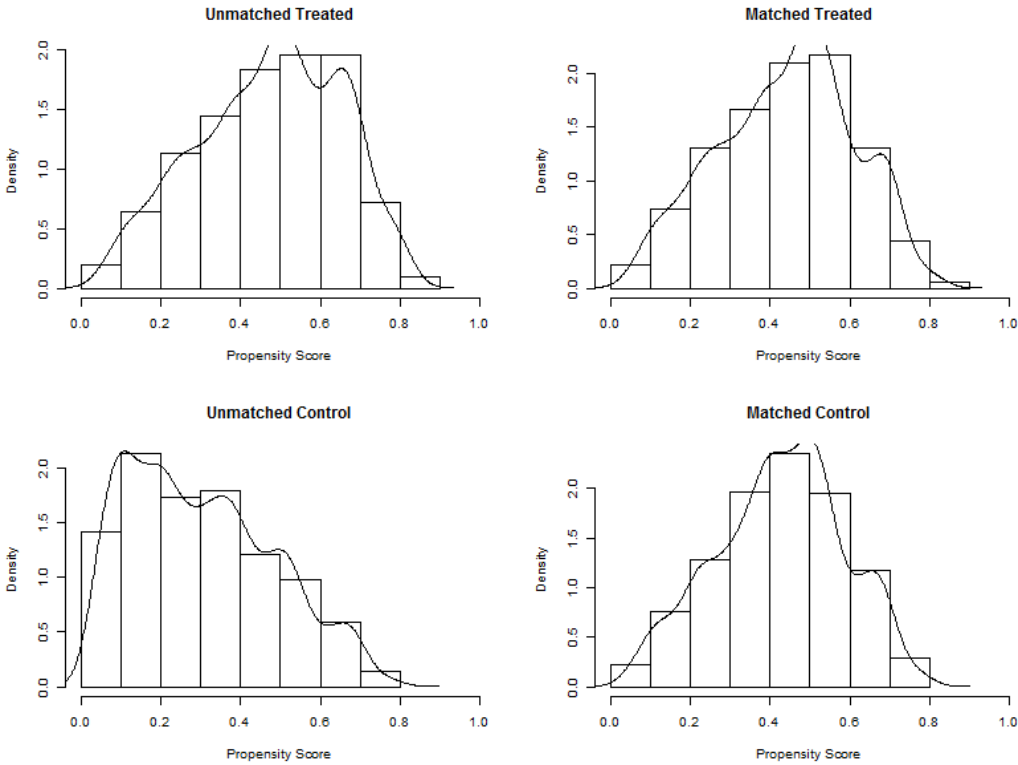 Unmatched Treated
Density
0.0 0.5 1.0 1.5 2.0
0.0 0.2 0.4 0.6 0.8 1.0
Propensity Score
Matched Treated
Density
0.0 0.5 1.0 1.5 2.0
0.0 0.2 0.4 0.6 0.8 1.0
Propensity Score
Unmatched Control
Density
0.0 0.5 1.0 1.5 2.0
0.0 0.2 0.4 0.6 0.8 1.0
Propensity Score
Matched Control
Density
0.0 0.5 1.0 1.5 2.0
0.0 0.2 0.4 0.6 0.8 1.0
Propensity Score